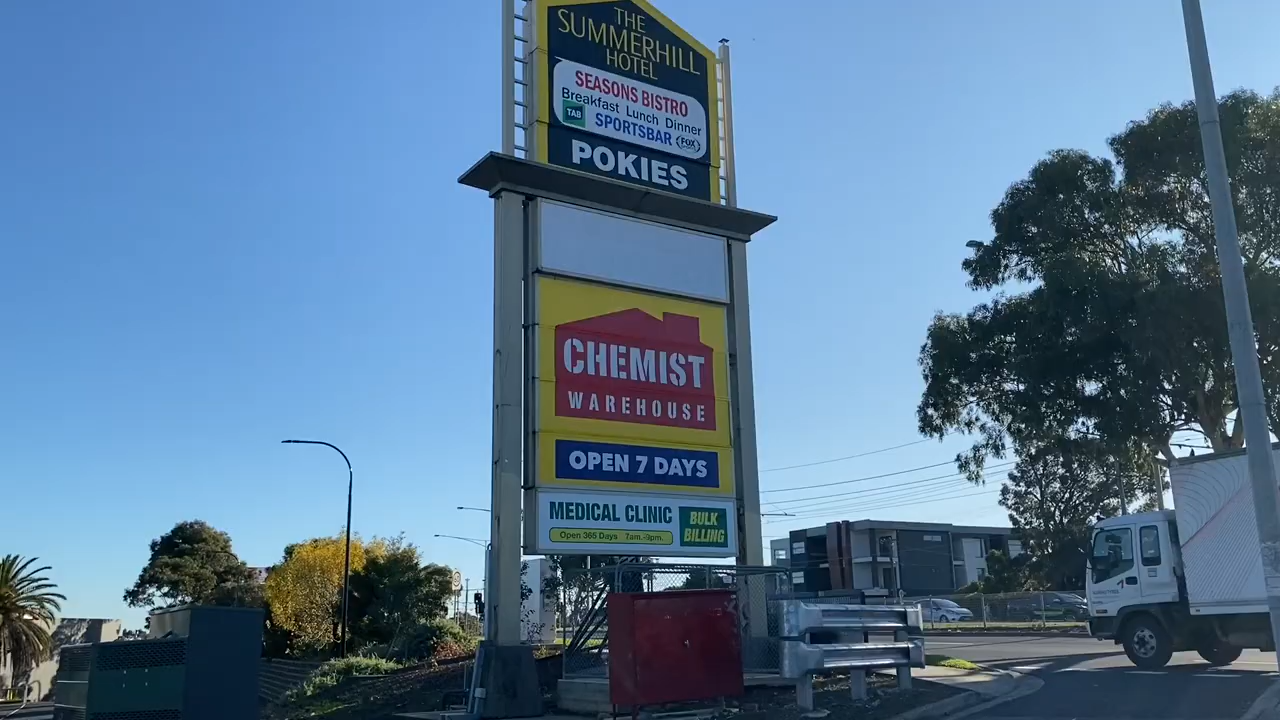 THE
SUMMERHILL
HOTEL
SEASONS BISTRO
Breakfast Lunch Dinner
TAB SPORTSBAR FOX
POKIES
CHEMIST
WAREHOUSE
OPEN 7 DAYS
MEDICAL CLINIC
Open 365 Days 7am.
BULK
BILLING